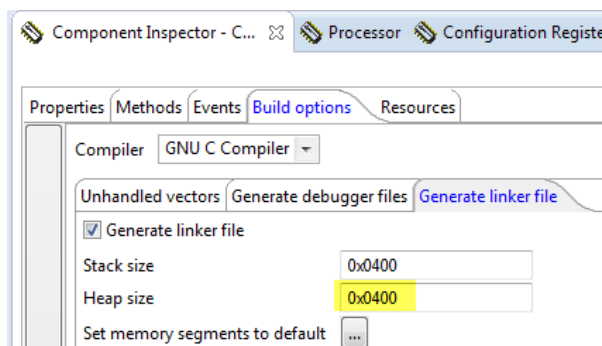 Component Inspector - C... Processor Configuration Registe
Properties Methods Events Build options Resources
Compiler GNU C Compiler
Unhandled vectors Generate debugger files Generate linker file
Generate linker file
Stack size 0x0400
Heap size 0x0400
Set memory segments to default ...